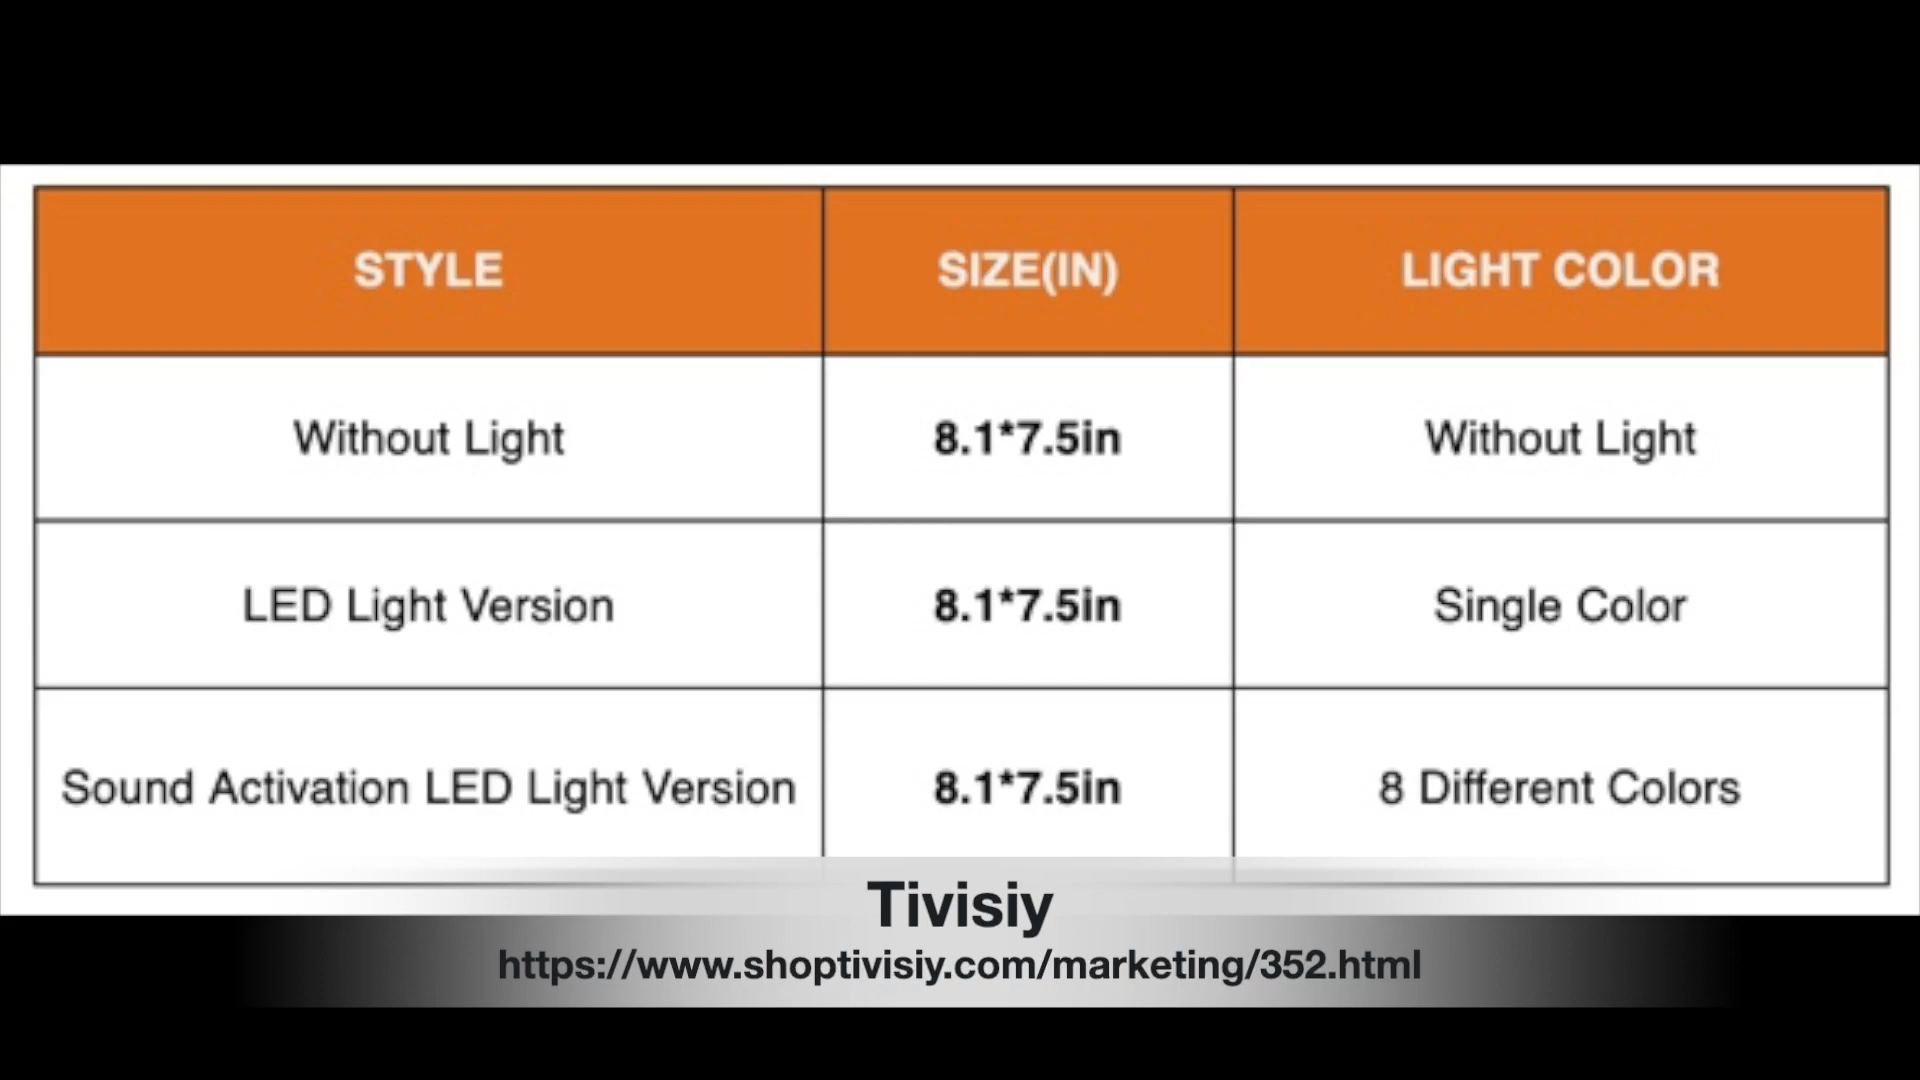 STYLE SIZE(IN) LIGHT COLOR
Without Light 8.1*7.5in Without Light
LED Light Version 8.1*7.5in Single Color
Sound Activation LED Light Version 8.1*7.5in 8 Different Colors
Tivisiy
https://www.shoptivisiy.com/marketing/352.html